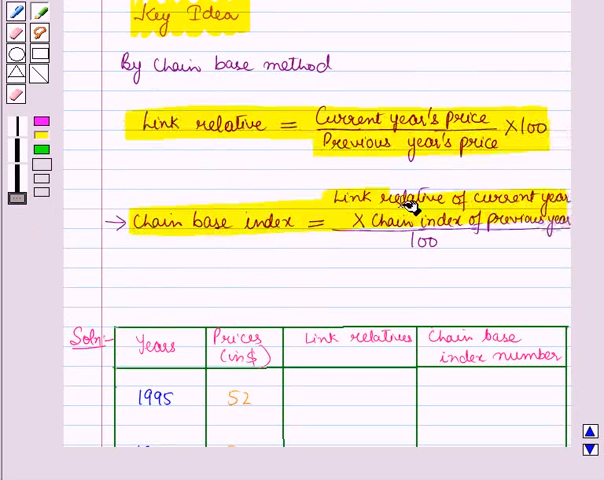 Key Idea
By Chain base method
Link relative = Current year's price / Previous year's price X 100
Link relative of current year
→ Chain base index = X Chain index of previous year
100
Soln:-
Years
Prices (in $)
Link relatives
Chain base index number
1995
52